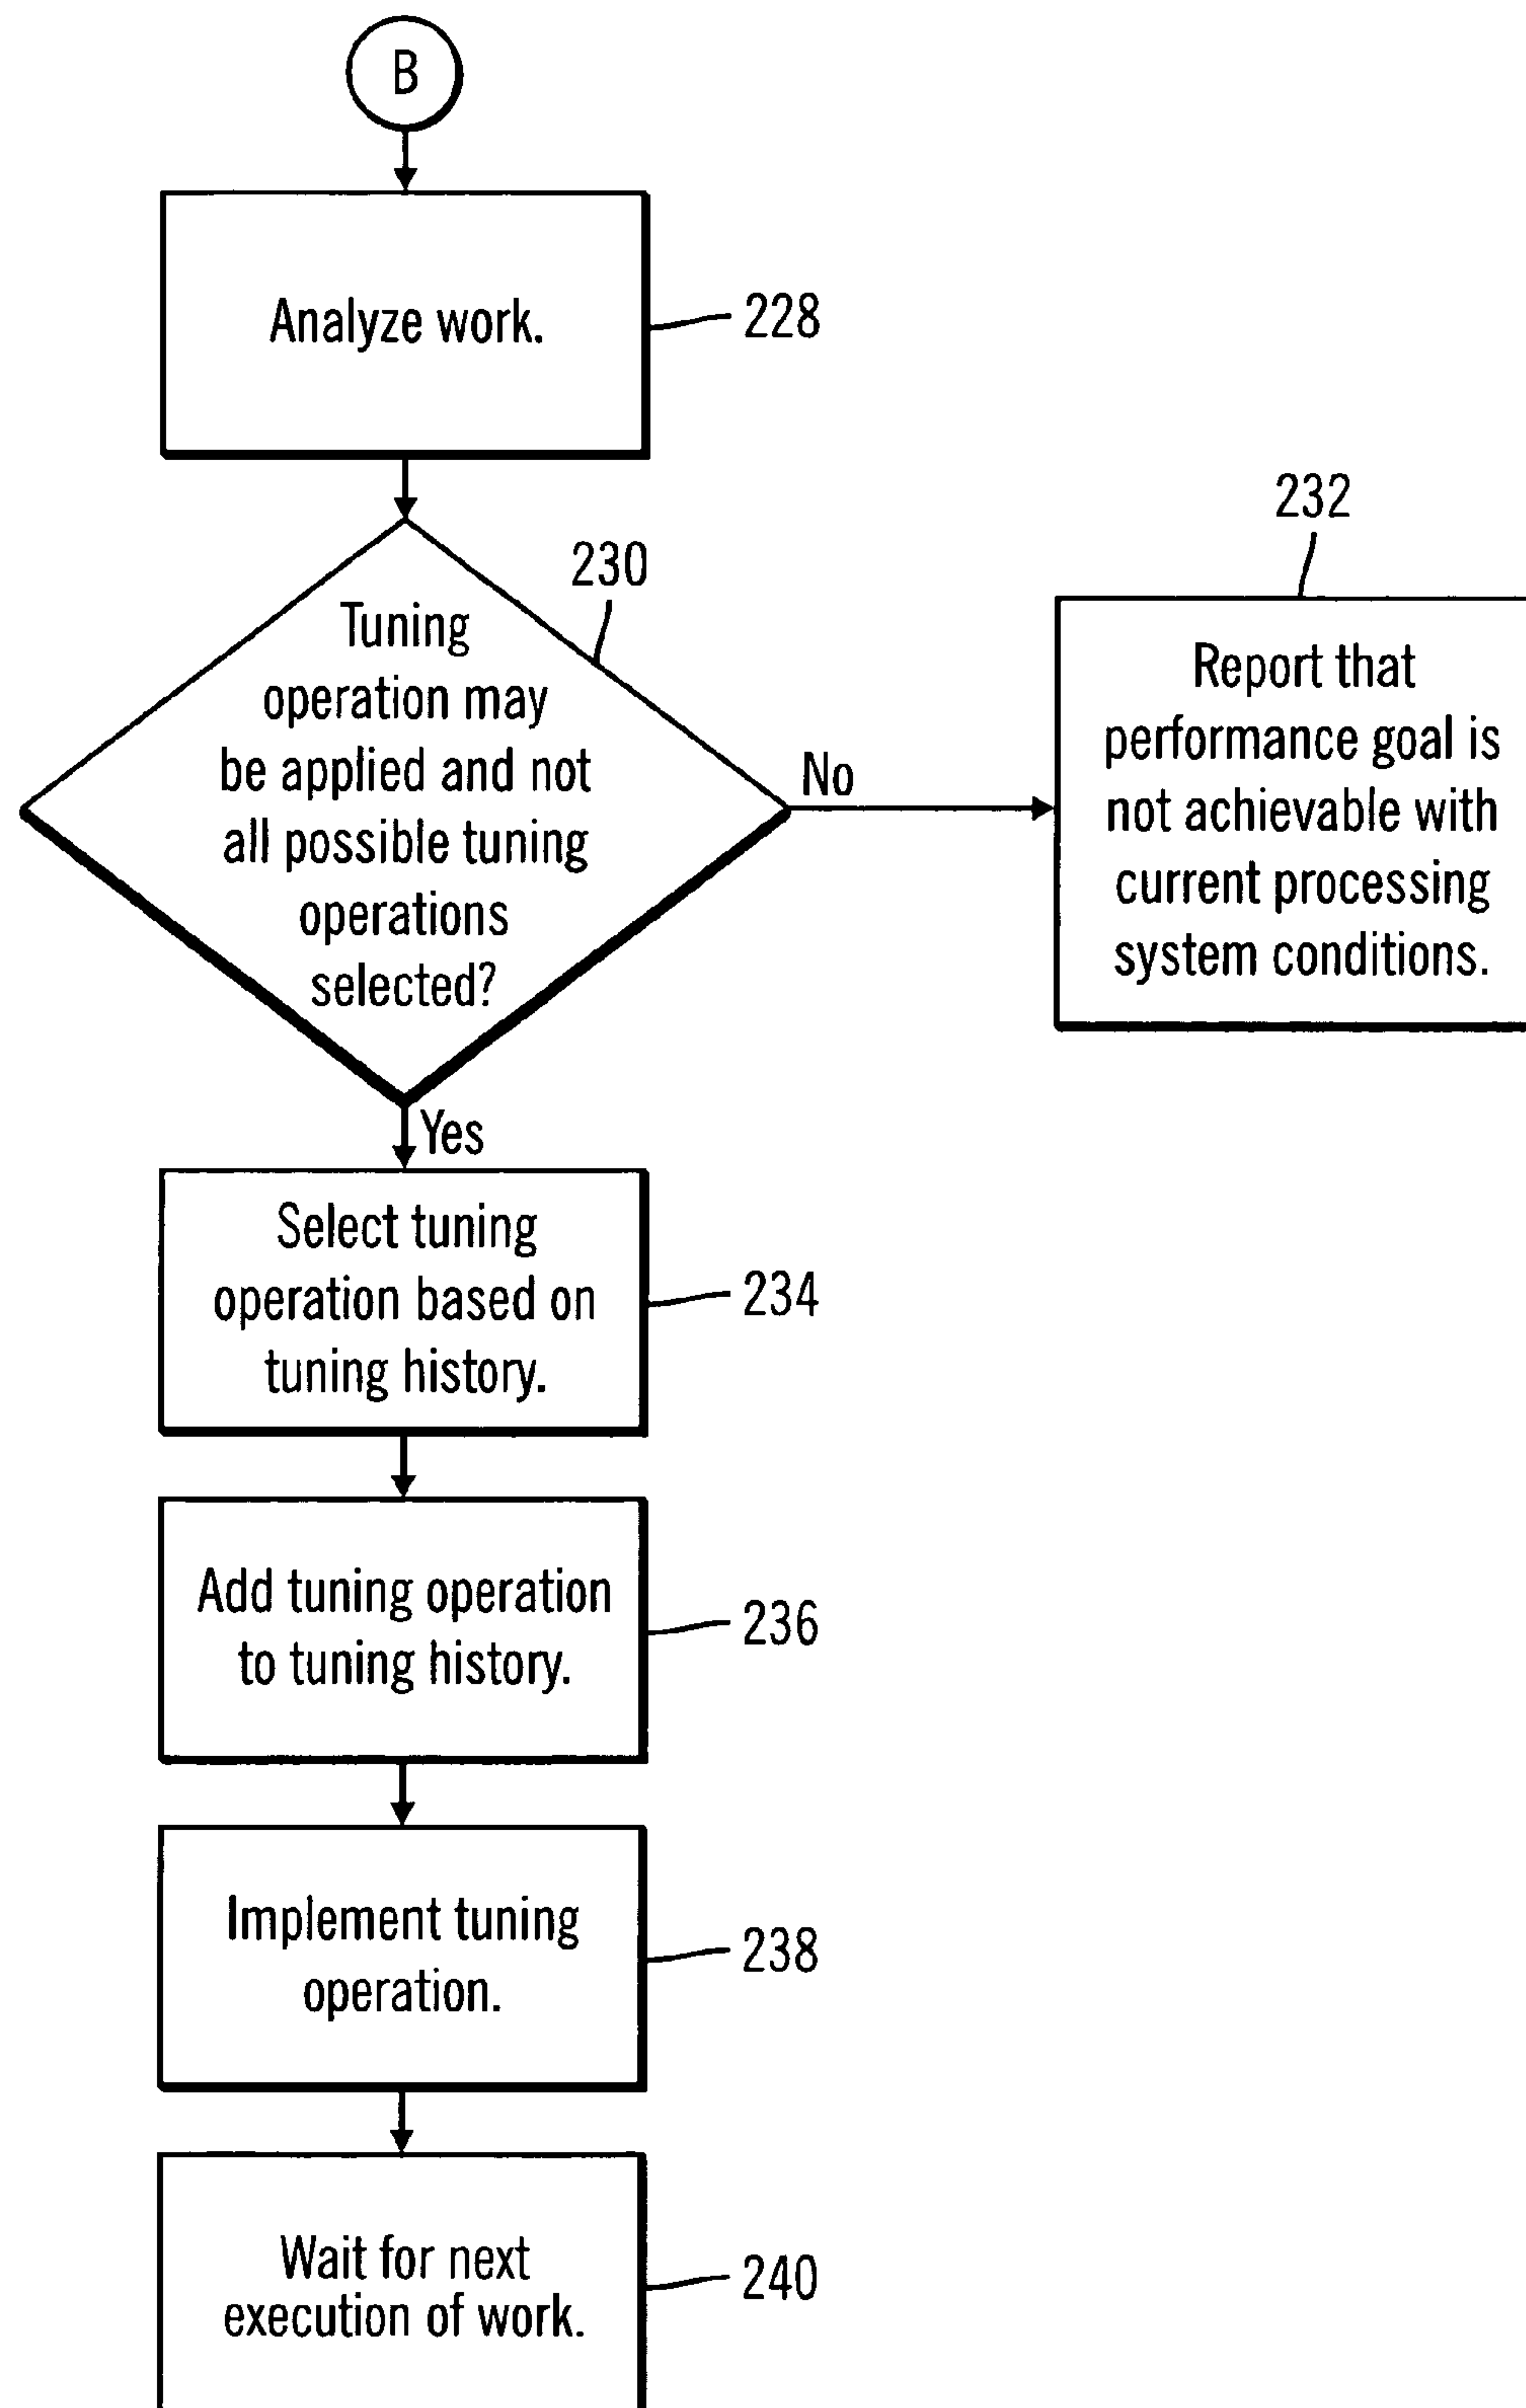 B
Analyze work.
228
230
Tuning
operation may
be applied and not
all possible tuning
operations
selected?
No
232
Report that
performance goal is
not achievable with
current processing
system conditions.
Yes
Select tuning
operation based on
tuning history.
234
Add tuning operation
to tuning history.
236
Implement tuning
operation.
238
Wait for next
execution of work.
240